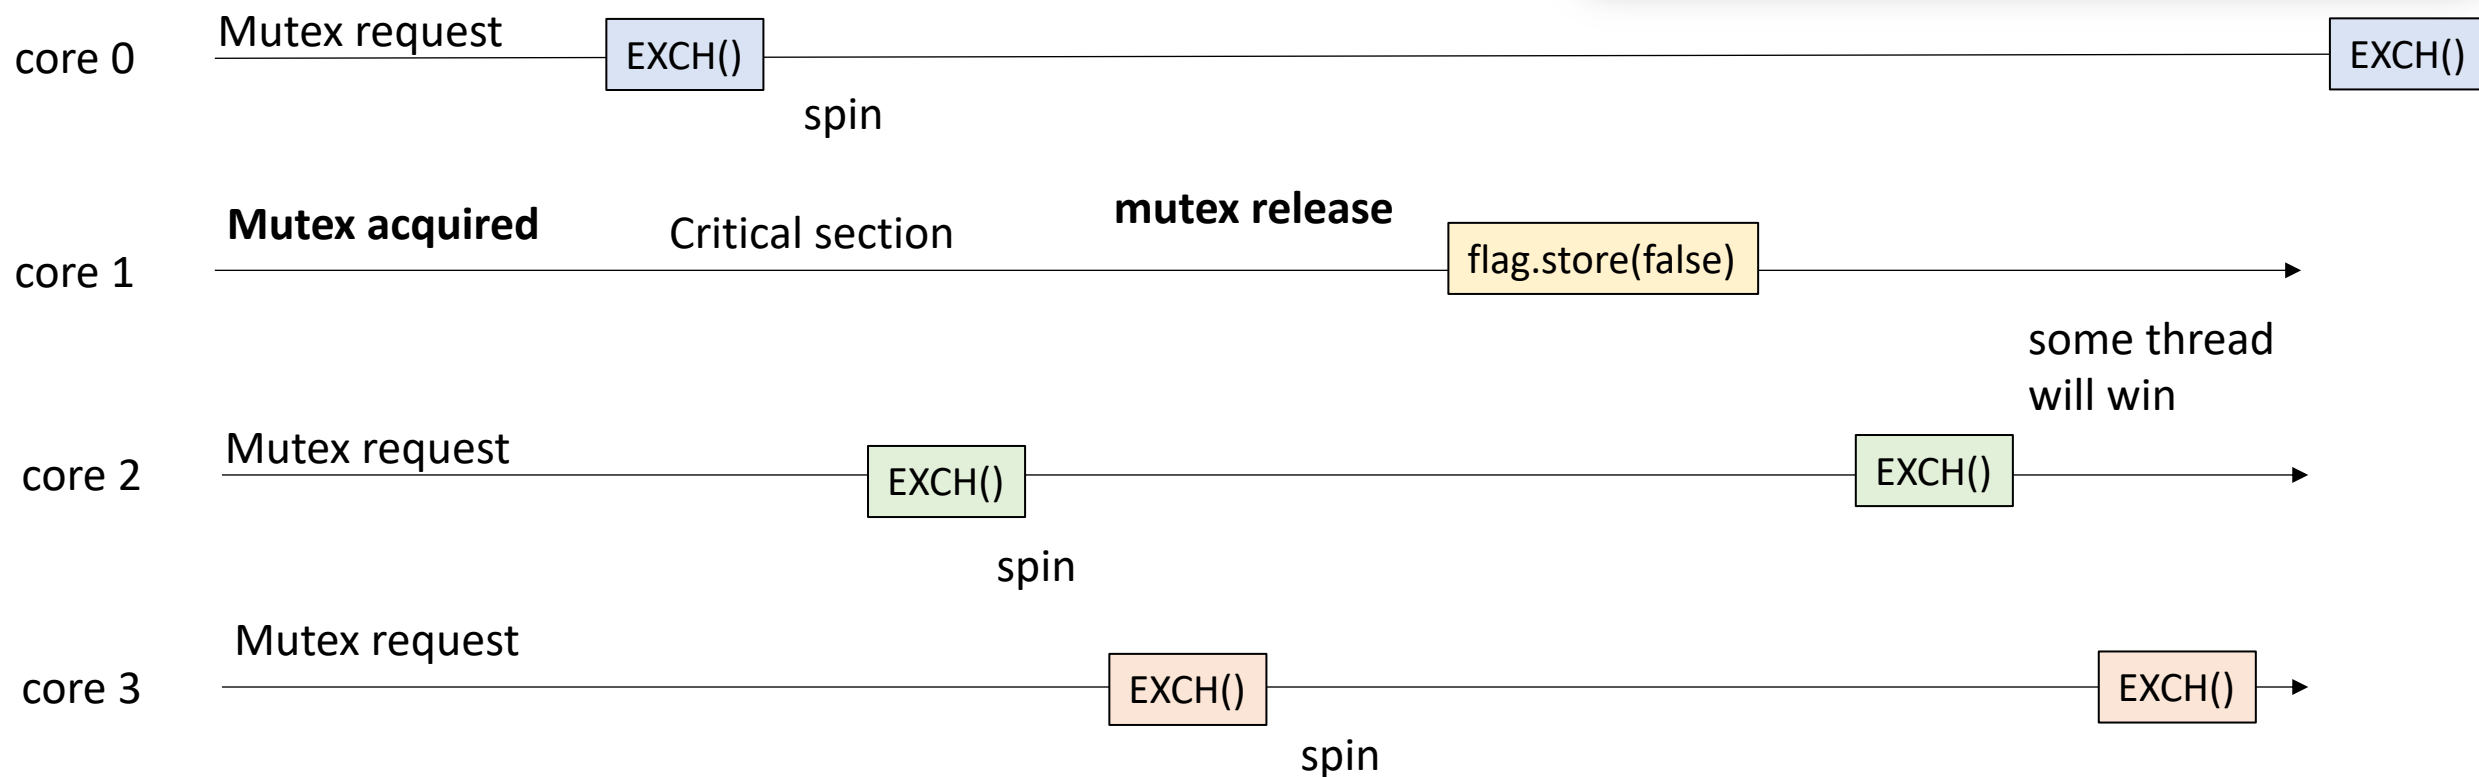 Mutex request
core 0
EXCH()
EXCH()
spin
Mutex acquired
Critical section
mutex release
core 1
flag.store(false)
some thread
will win
Mutex request
core 2
EXCH()
EXCH()
spin
Mutex request
core 3
EXCH()
EXCH()
spin